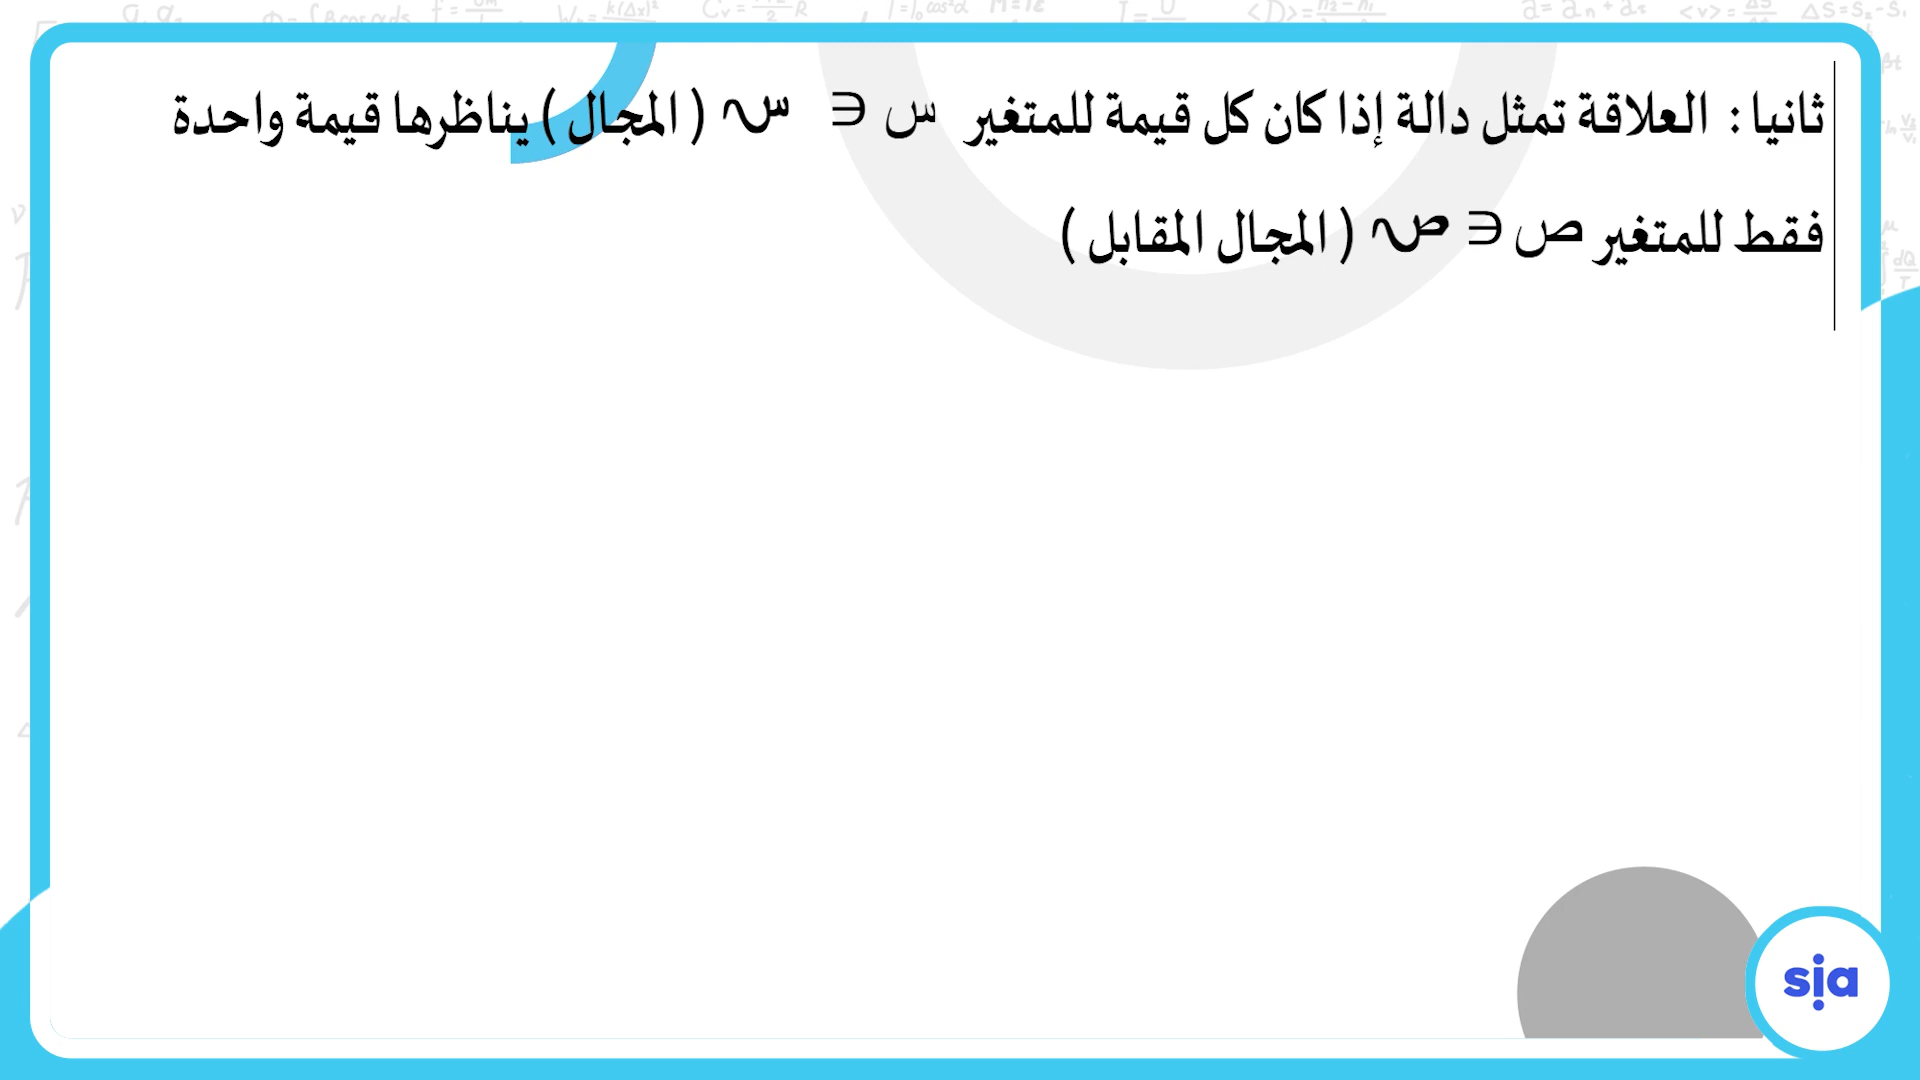 ثانيا : العلاقة تمثل دالة إذا كان كل قيمة للمتغير س ∈ س ( المجال ) يناظرها قيمة واحدة
فقط للمتغير ص ∈ ص ( المجال المقابل )
sia